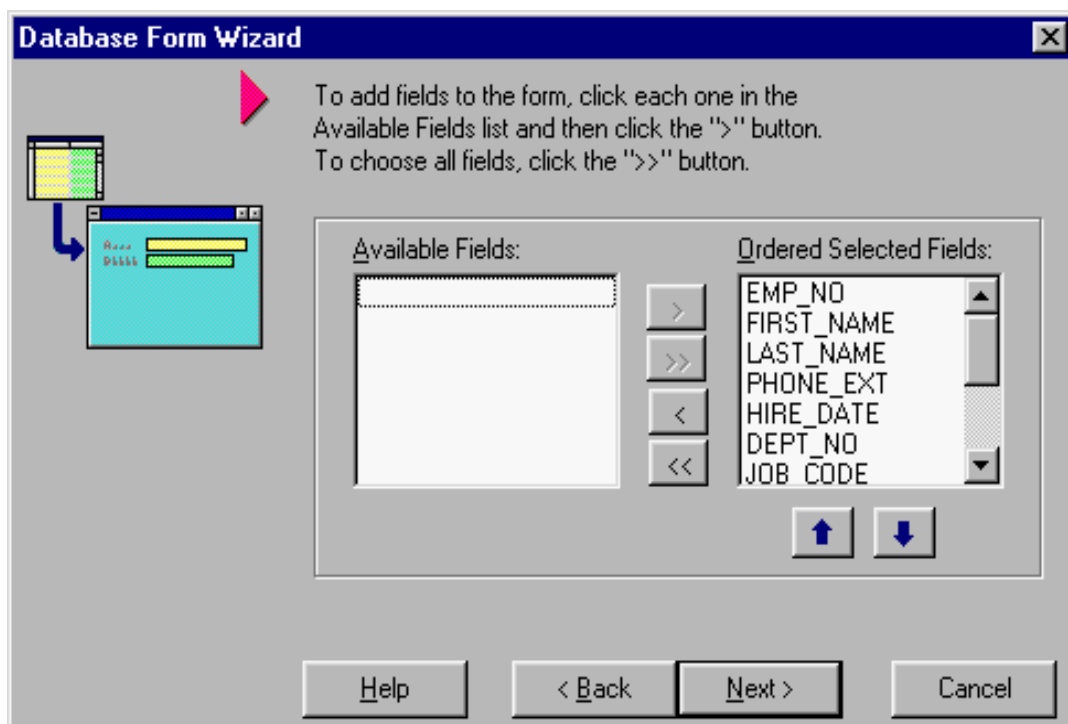 Database Form Wizard
To add fields to the form, click each one in the
Available Fields list and then click the ">" button.
To choose all fields, click the ">>" button.
Available Fields:
Ordered Selected Fields:
>
>>
<
<<
EMP_NO
FIRST_NAME
LAST_NAME
PHONE_EXT
HIRE_DATE
DEPT_NO
JOB_CODE
Help
< Back
Next >
Cancel